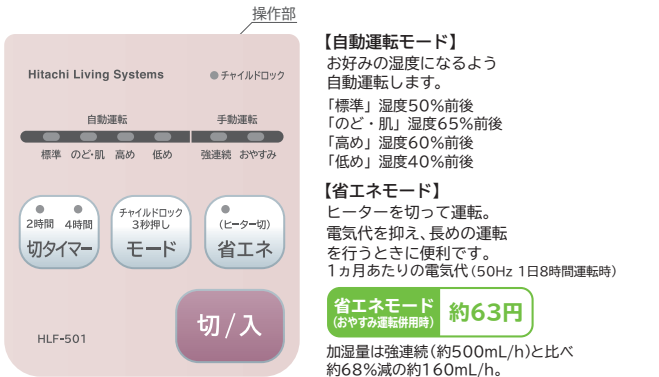 操作部
Hitachi Living Systems
チャイルドロック
自動運転
手動運転
標準 のど・肌 高め 低め 強連続 おやすみ
2時間 4時間
切タイマー
チャイルドロック
3秒押し
モード
(ヒーター切)
省エネ
切/入
HLF-501
【自動運転モード】
お好みの湿度になるよう
自動運転します。
「標準」湿度50%前後
「のど・肌」湿度65%前後
「高め」湿度60%前後
「低め」湿度40%前後
【省エネモード】
ヒーターを切って運転。
電気代を抑え、長めの運転
を行うときに便利です。
1ヵ月あたりの電気代(50Hz 1日8時間運転時)
省エネモード
(おやすみ運転併用時)
約63円
加湿量は強連続(約500mL/h)と比べ
約68%減の約160mL/h。